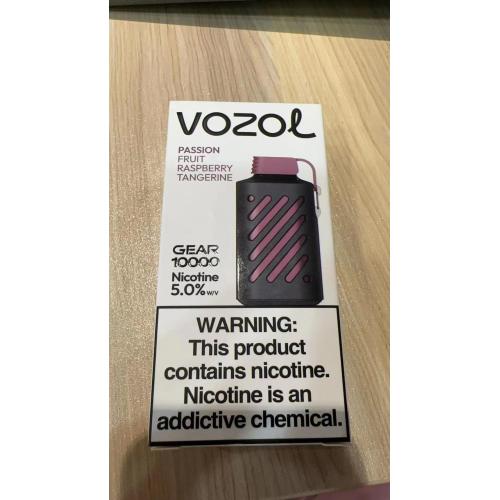 VOZOL
PASSION
FRUIT
RASPBERRY
TANGERINE
GEAR
10000
Nicotine
5.0% w/v
WARNING:
This product
contains nicotine.
Nicotine is an
addictive chemical.